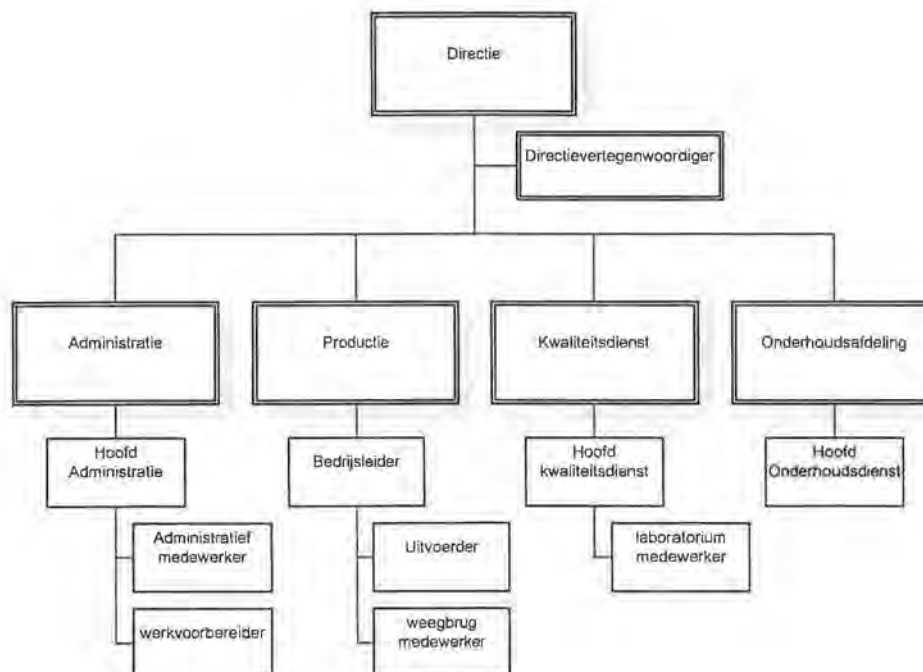 Directie
Directievertegenwoordiger
Administratie
Productie
Kwaliteitsdienst
Onderhoudsafdeling
Hoofd
Administratie
Bedrijsleider
Hoofd
kwaliteitsdienst
Hoofd
Onderhoudsdienst
Administratief
medewerker
Uitvoerder
laboratorium
medewerker
werkvoorbereider
weegbrug
medewerker